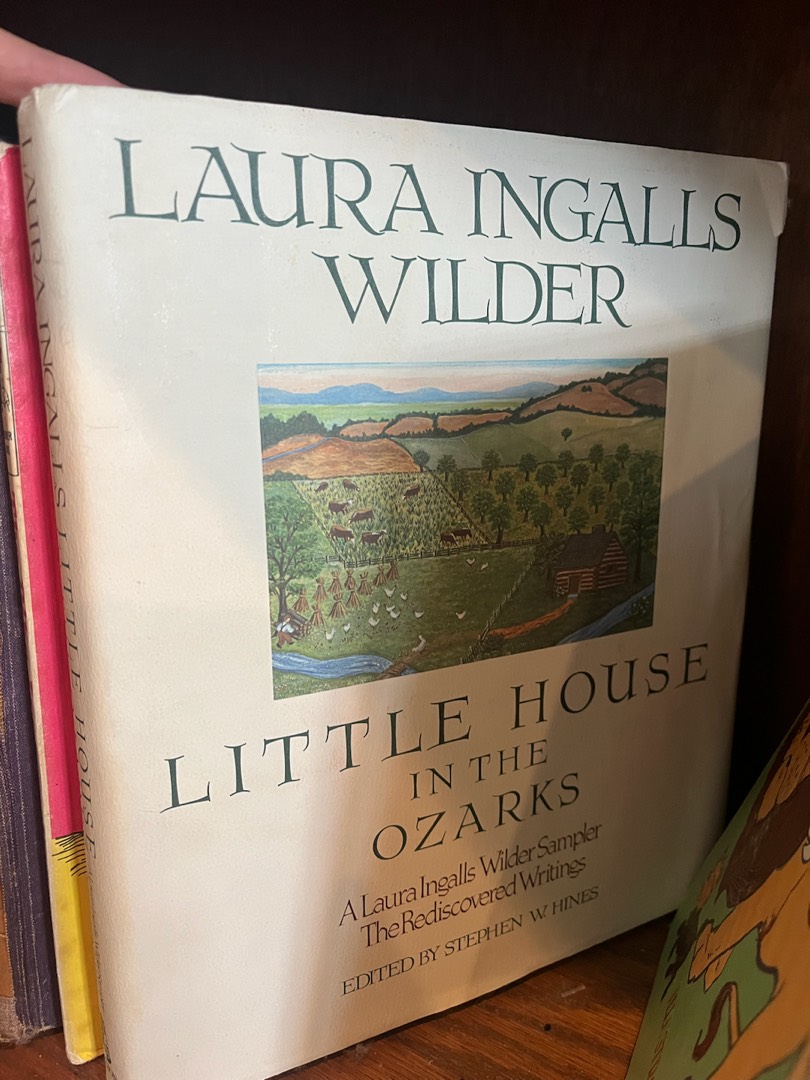 LAURA INGALLS
WILDER
LITTLE HOUSE
IN THE
OZARKS
A Laura Ingalls Wilder Sampler
The Rediscovered Writings
EDITED BY STEPHEN W. HINES
LAURA INGALLS LITTLE HOUSE